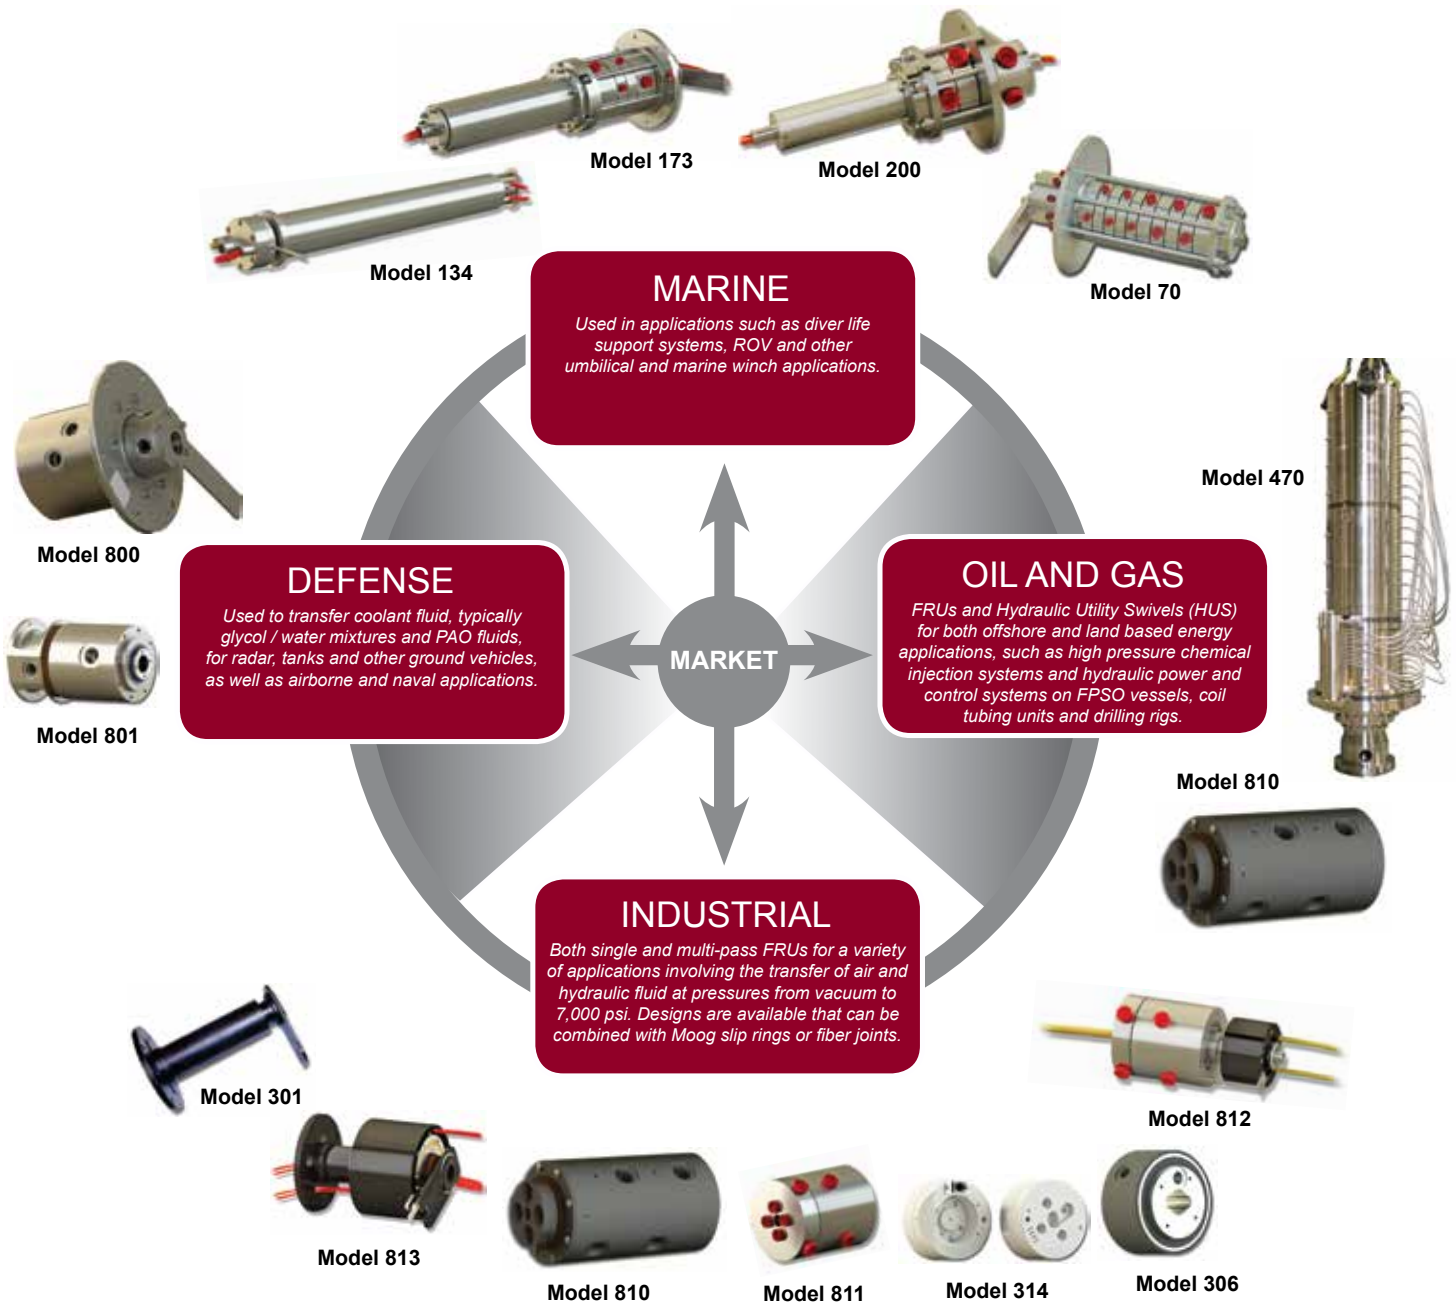 Model 173
Model 200
Model 134
Model 70
MARINE
Used in applications such as diver life
support systems, ROV and other
umbilical and marine winch applications.
Model 470
Model 800
DEFENSE
Used to transfer coolant fluid, typically
glycol / water mixtures and PAO fluids,
for radar, tanks and other ground vehicles,
as well as airborne and naval applications.
Model 801
MARKET
OIL AND GAS
FRUs and Hydraulic Utility Swivels (HUS)
for both offshore and land based energy
applications, such as high pressure chemical
injection systems and hydraulic power and
control systems on FPSO vessels, coil
tubing units and drilling rigs.
Model 810
INDUSTRIAL
Both single and multi-pass FRUs for a variety
of applications involving the transfer of air and
hydraulic fluid at pressures from vacuum to
7,000 psi. Designs are available that can be
combined with Moog slip rings or fiber joints.
Model 301
Model 812
Model 813
Model 810
Model 811
Model 314
Model 306